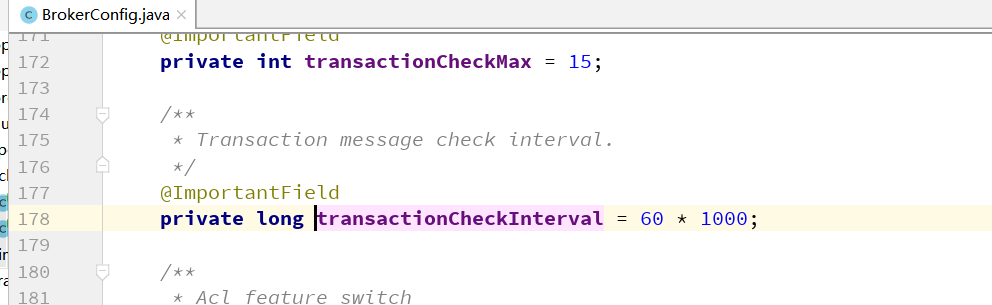 BrokerConfig.java
171 @ImportantField
172 private int transactionCheckMax = 15;
173
174 /**
175 * Transaction message check interval.
176 */
177 @ImportantField
178 private long transactionCheckInterval = 60 * 1000;
179
180 /**
181 * Acl feature switch